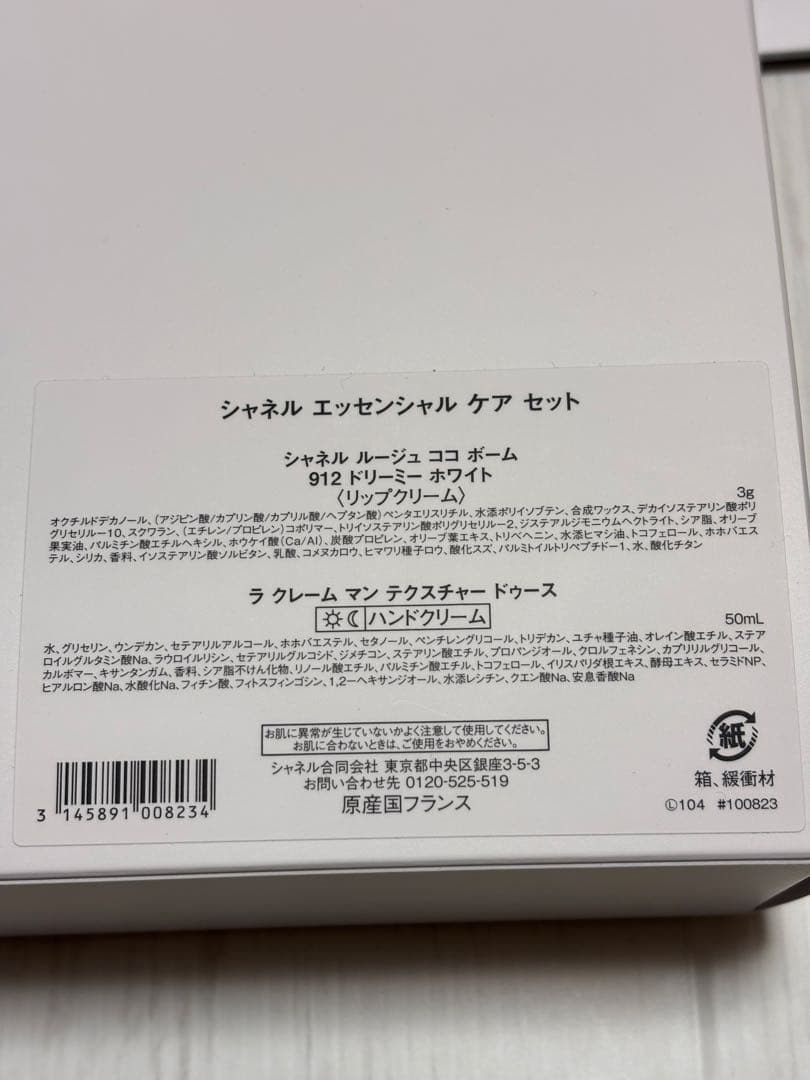 シャネル エッセンシャル ケア セット
シャネル ルージュ ココ ボーム
912 ドリーミー ホワイト
〈リップクリーム〉
3g
オクチルドデカノール、(アジピン酸/カプリン酸/カプリル酸/ヘプタン酸)ペンタエリスリチル、水添ポリイソブテン、合成ワックス、デカイソステアリン酸ポリ
グリセリル-10、スクワラン、(エチレン/プロピレン)コポリマー、トリイソステアリン酸ポリグリセリル-2、ジステアルジモニウムヘクトライト、シア脂、オリーブ
果実油、パルミチン酸エチルヘキシル、ホウケイ酸(Ca/Al)、炭酸プロピレン、オリーブ葉エキス、トリベヘニン、水添ヒマシ油、トコフェロール、ホホバエス
テル、シリカ、香料、イソステアリン酸ソルビタン、乳酸、コメヌカロウ、ヒマワリ種子ロウ、酸化スズ、パルミトイルトリペプチド-1、水、酸化チタン
ラ クレーム マン テクスチャー ドゥース
ハンドクリーム
50mL
水、グリセリン、ウンデカン、セテアリルアルコール、ホホバエステル、セタノール、ペンチレングリコール、トリデカン、ユチャ種子油、オレイン酸エチル、ステア
ロイルグルタミン酸Na、ラウロイルリシン、セテアリルグルコシド、ジメチコン、ステアリン酸エチル、プロパンジオール、クロルフェネシン、カプリリルグリコール、
カルボマー、キサンタンガム、香料、シア脂不けん化物、リノール酸エチル、パルミチン酸エチル、トコフェロール、イリスパリダ根エキス、酵母エキス、セラミドNP、
ヒアルロン酸Na、水酸化Na、フィチン酸、フィトスフィンゴシン、1,2-ヘキサンジオール、水添レシチン、クエン酸Na、安息香酸Na
お肌に異常が生じていないかよく注意して使用してください。
お肌に合わないときは、ご使用をおやめください。
シャネル合同会社 東京都中央区銀座3-5-3
お問い合わせ先 0120-525-519
原産国フランス
3 145891 008234
紙
箱、緩衝材
Ⓛ104 #100823